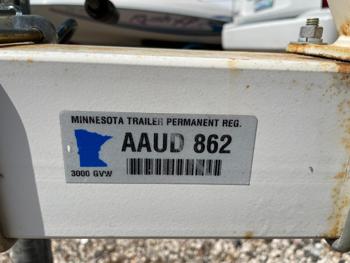 MINNESOTA TRAILER PERMANENT REG.
AAUD 862
3000 GVW